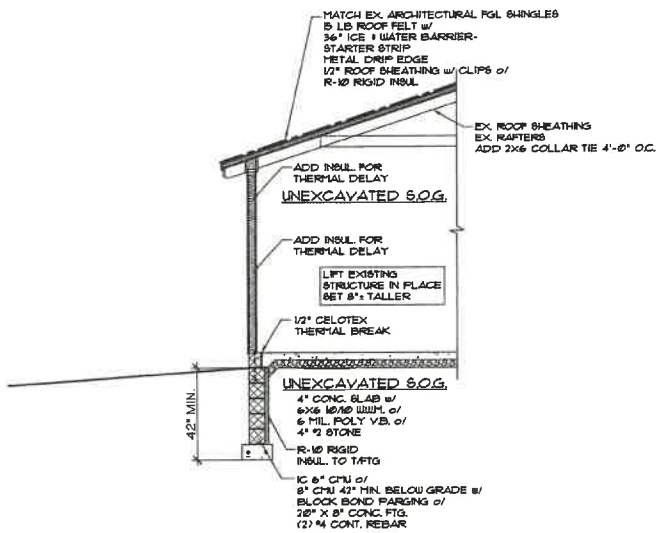 MATCH EX. ARCHITECTURAL FGL SHINGLES
15 LB ROOF FELT w/
36" ICE & WATER BARRIER-
STARTER STRIP
METAL DRIP EDGE
1/2" ROOF SHEATHING w/ CLIPS o/
R-10 RIGID INSUL
EX. ROOF SHEATHING
EX. RAFTERS
ADD 2X6 COLLAR TIE 4'-0" O.C.
ADD INSUL. FOR
THERMAL DELAY
UNEXCAVATED S.O.G.
ADD INSUL. FOR
THERMAL DELAY
LIFT EXISTING
STRUCTURE IN PLACE
SET 8"± TALLER
1/2" CELOTEX
THERMAL BREAK
42" MIN.
UNEXCAVATED S.O.G.
4" CONC. SLAB w/
6X6 10/10 W.W.M. o/
6 MIL. POLY V.B. o/
4" #2 STONE
R-10 RIGID
INSUL. TO T/FTG
1C 6" CMU o/
8" CMU 42" MIN. BELOW GRADE w/
BLOCK BOND PARGING o/
20" X 8" CONC. FTG.
(2) #4 CONT. REBAR